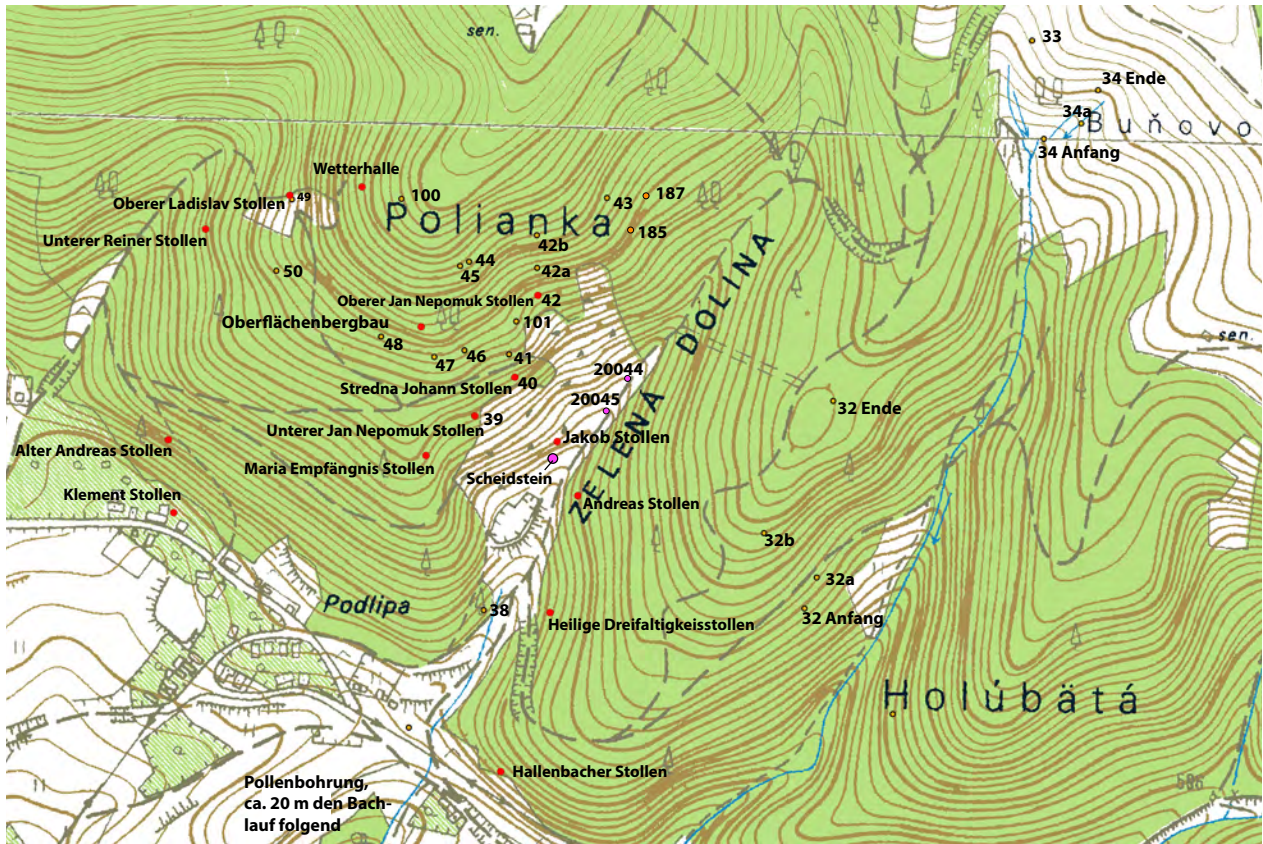 sen.
33
34 Ende
34a
Buňovo
34 Anfang
Wetterhalle
49
Oberer Ladislav Stollen
100
43
187
Polianka
Unterer Reiner Stollen
185
42b
44
45
42a
50
Oberer Jan Nepomuk Stollen
42
Oberflächenbergbau
101
48
47
46
41
sen.
20044
Stredna Johann Stollen
40
20045
32 Ende
ZELENÁ DOLINA
39
Unterer Jan Nepomuk Stollen
Jakob Stollen
Alter Andreas Stollen
Maria Empfängnis Stollen
Scheidstein
Klement Stollen
Andreas Stollen
32b
32a
Podlipa
38
32 Anfang
Heilige Dreifaltigkeisstollen
Holúbätá
Hallenbacher Stollen
Pollenbohrung,
ca. 20 m den Bach-
lauf folgend